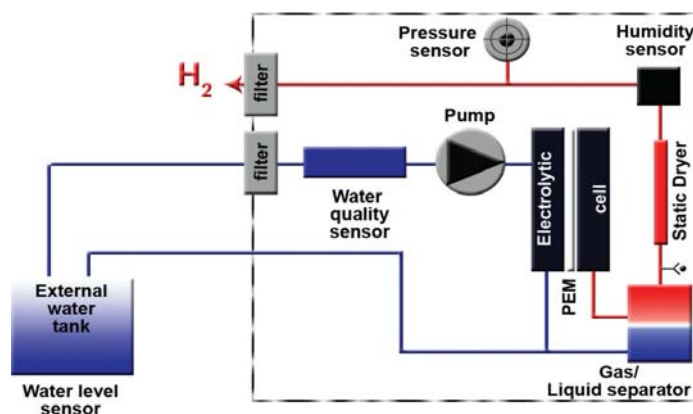 Pressure
sensor
Humidity
sensor
H2
filter
Pump
filter
Water
quality
sensor
Electrolytic
cell
PEM
Static Dryer
External
water
tank
Water level
sensor
Gas/
Liquid separator